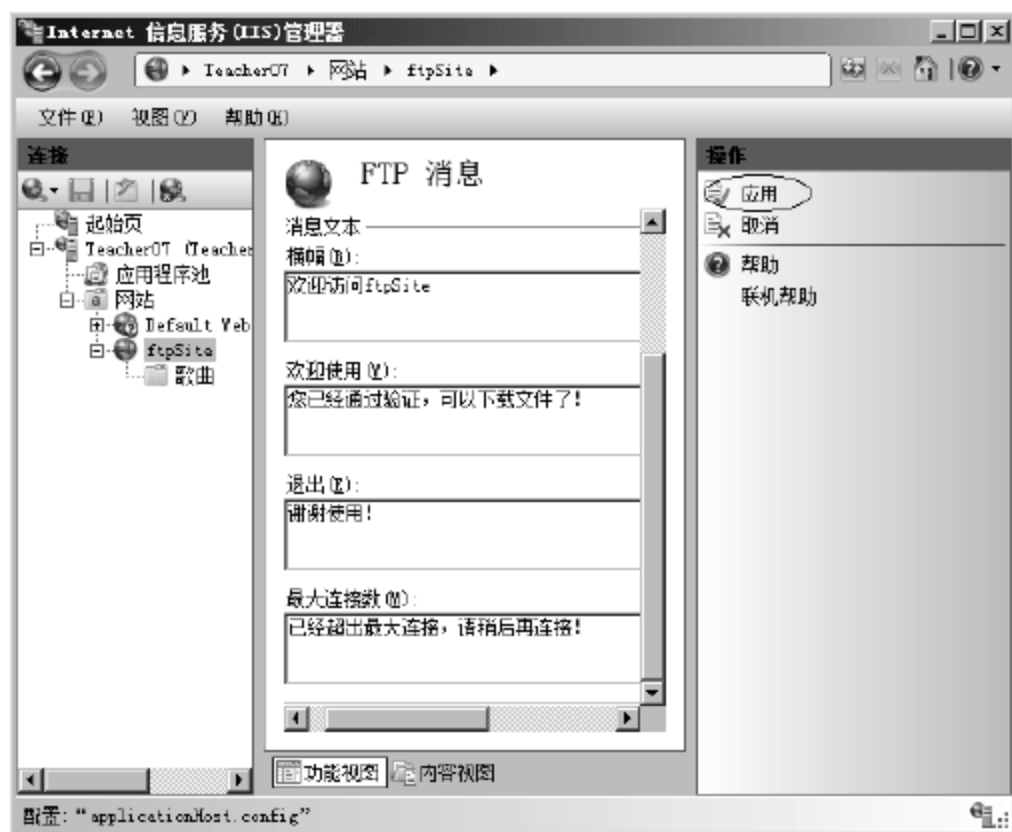 Internet 信息服务(IIS)管理器
Teacher07 ▸ 网站 ▸ ftpSite ▸
文件(F) 视图(V) 帮助(H)
连接
起始页
Teacher07 (Teacher
应用程序池
网站
Default Web
ftpSite
歌曲
FTP 消息
消息文本
横幅(B):
欢迎访问ftpSite
欢迎使用(W):
您已经通过验证，可以下载文件了!
退出(E):
谢谢使用!
最大连接数(M):
已经超出最大连接，请稍后再连接!
功能视图 内容视图
操作
应用
取消
帮助
联机帮助
配置: "applicationHost.config"